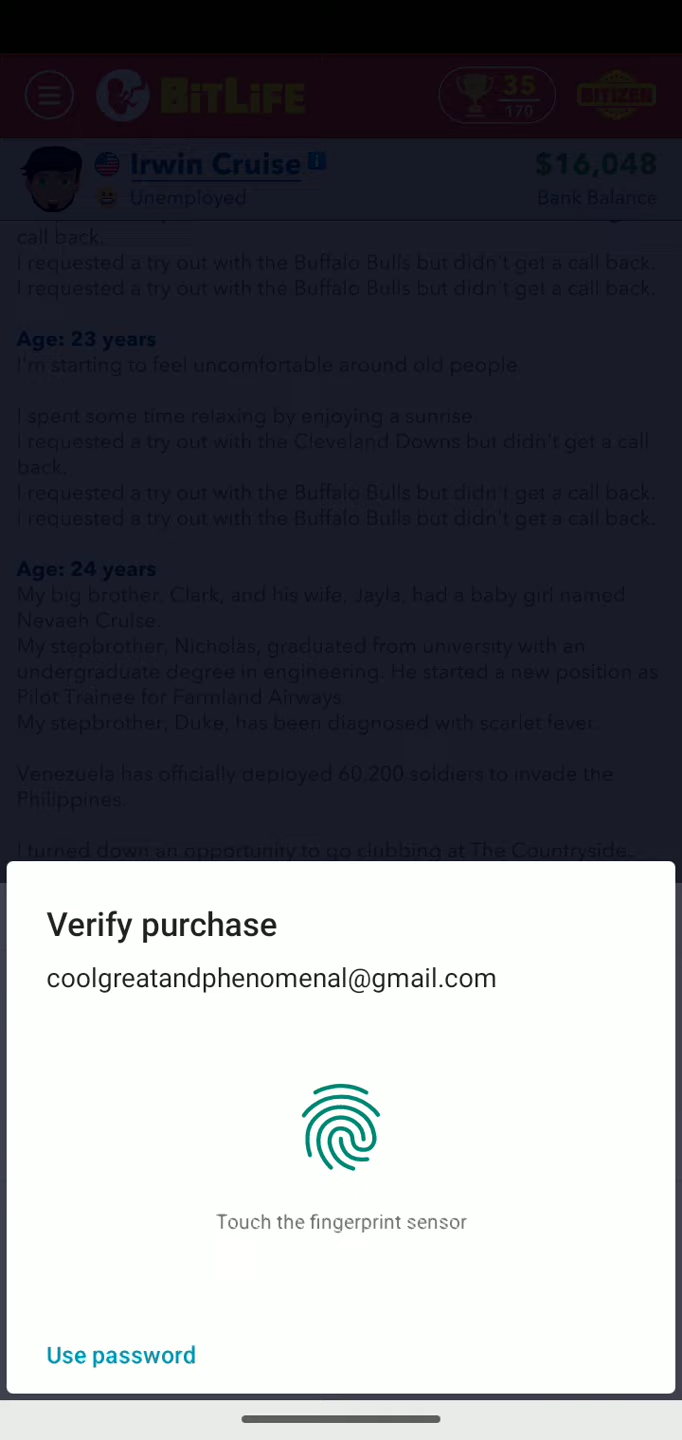 BITLIFE
35
170
BITIZEN
Irwin Cruise i
$16,048
Unemployed
Bank Balance
call back.
I requested a try out with the Buffalo Bulls but didn't get a call back.
I requested a try out with the Buffalo Bulls but didn't get a call back.
Age: 23 years
I'm starting to feel uncomfortable around old people.
I spent some time relaxing by enjoying a sunrise.
I requested a try out with the Cleveland Downs but didn't get a call
back.
I requested a try out with the Buffalo Bulls but didn't get a call back.
I requested a try out with the Buffalo Bulls but didn't get a call back.
Age: 24 years
My big brother, Clark, and his wife, Jayla, had a baby girl named
Nevaeh Cruise.
My stepbrother, Nicholas, graduated from university with an
undergraduate degree in engineering. He started a new position as
Pilot Trainee for Farmland Airways.
My stepbrother, Duke, has been diagnosed with scarlet fever.
Venezuela has officially deployed 60,200 soldiers to invade the
Philippines.
I turned down an opportunity to go clubbing at The Countryside.
Verify purchase
coolgreatandphenomenal@gmail.com
Touch the fingerprint sensor
Use password